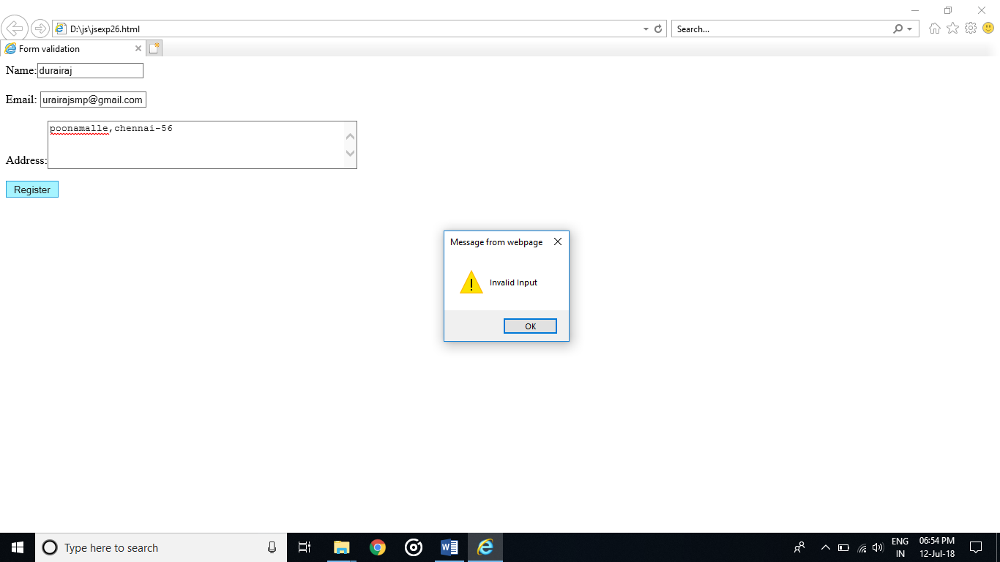 D:\js\jsexp26.html
Search...
Form validation
Name: durairaj
Email: urairajsmp@gmail.com
poonamalle,chennai-56
Address:
Register
Message from webpage
Invalid Input
OK
Type here to search
W
ENG
IN
06:54 PM
12-Jul-18